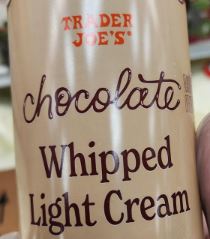 TRADER
JOE'S®
chocolate
Whipped
Light Cream